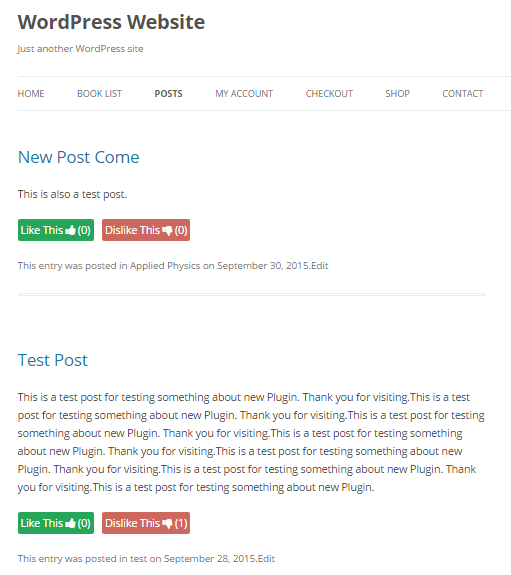 WordPress Website
Just another WordPress site
HOME BOOK LIST POSTS MY ACCOUNT CHECKOUT SHOP CONTACT
New Post Come
This is also a test post.
Like This (0) Dislike This (0)
This entry was posted in Applied Physics on September 30, 2015.Edit
Test Post
This is a test post for testing something about new Plugin. Thank you for visiting.This is a test
post for testing something about new Plugin. Thank you for visiting.This is a test post for testing
something about new Plugin. Thank you for visiting.This is a test post for testing something
about new Plugin. Thank you for visiting.This is a test post for testing something about new
Plugin. Thank you for visiting.This is a test post for testing something about new Plugin. Thank
you for visiting.This is a test post for testing something about new Plugin.
Like This (0) Dislike This (1)
This entry was posted in test on September 28, 2015.Edit